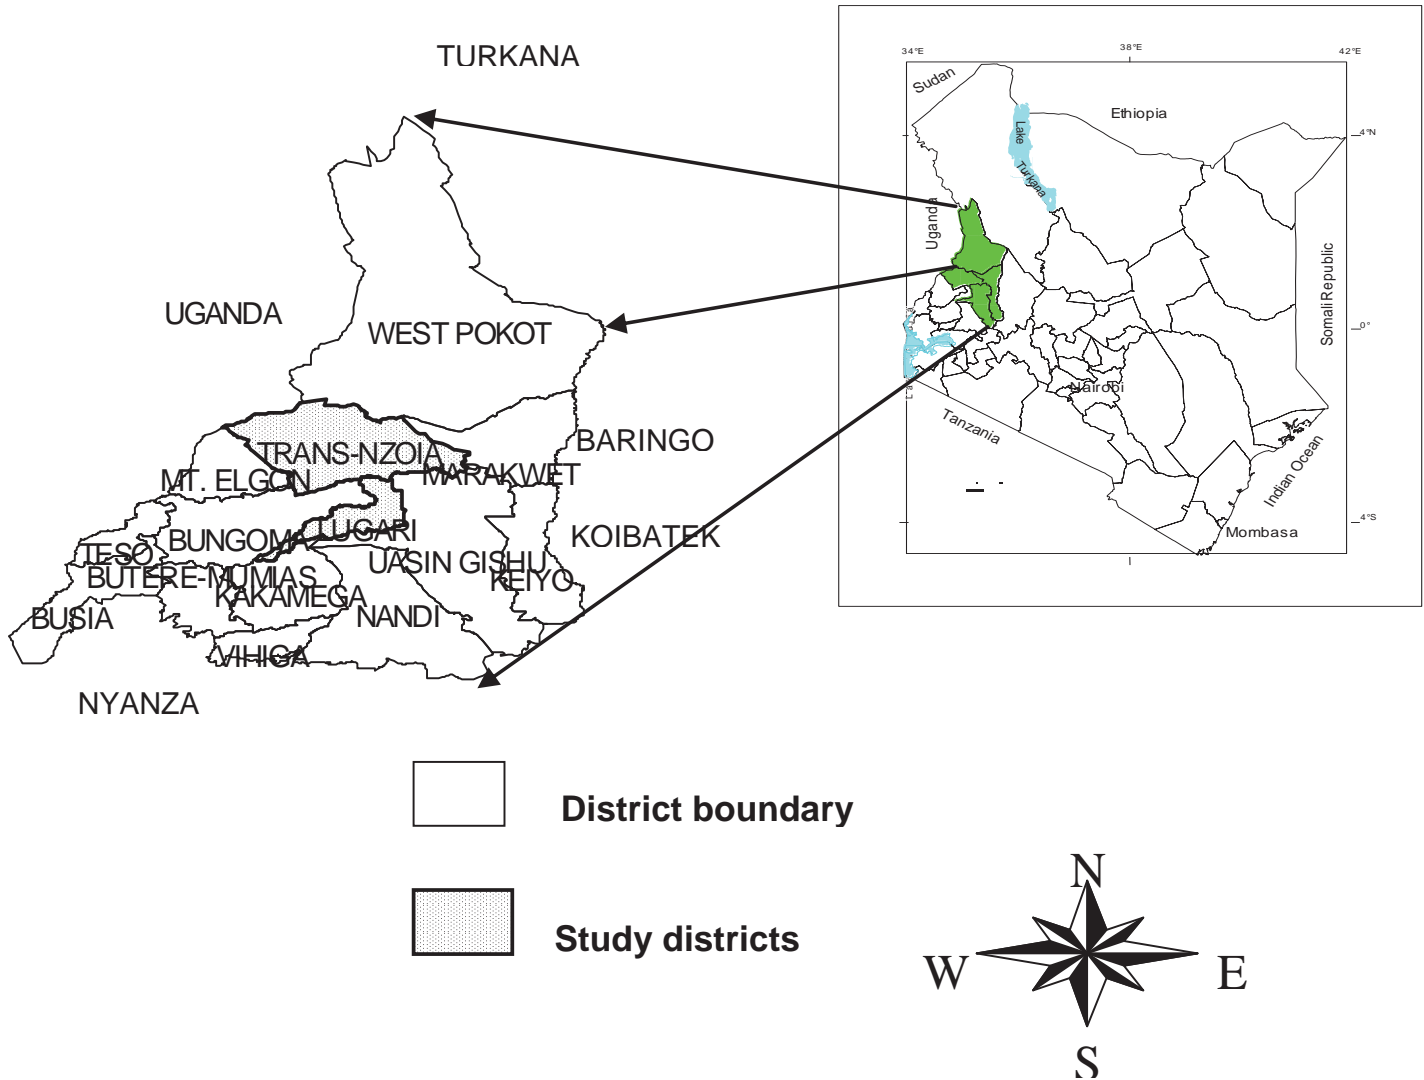 TURKANA
UGANDA
WEST POKOT
TRANS-NZOIA
BARINGO
MT. ELGON
MARAKWET
BUNGOMA
LUGARI
KOIBATEK
TESO
UASIN GISHU
BUTERE-MUMIAS
KEIYO
KAKAMEGA
BUSIA
NANDI
VIHIGA
NYANZA
34°E
38°E
42°E
Sudan
Ethiopia
4°N
Lake
Turkana
Uganda
Somali Republic
0°
Nairobi
Tanzania
Indian Ocean
4°S
Mombasa
District boundary
Study districts
N
W
E
S